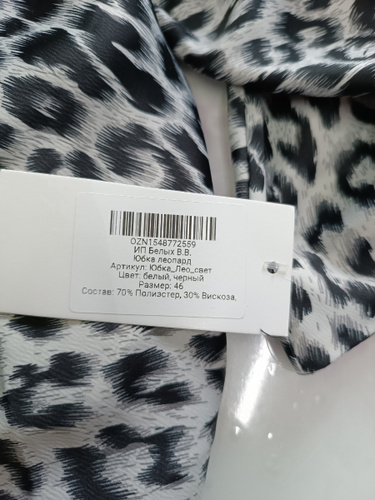 OZN1548772559
ИП Белых В.В.
Юбка леопард
Артикул: Юбка_Лео_свет
Цвет: белый, черный
Размер: 46
Состав: 70% Полиэстер, 30% Вискоза,